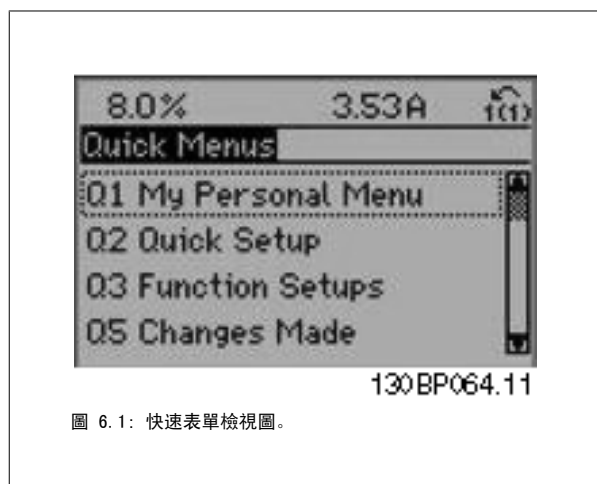 8.0% 3.53A 1(1)
Quick Menus
Q1 My Personal Menu
Q2 Quick Setup
Q3 Function Setups
Q5 Changes Made
130BP064.11
圖 6.1: 快速表單檢視圖。